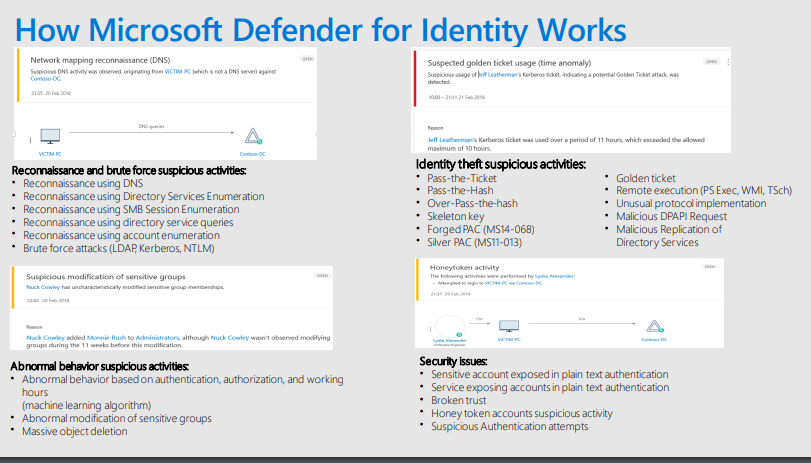 How Microsoft Defender for Identity Works
Network mapping reconnaissance (DNS)
OPEN
Suspicious DNS activity was observed, originating from VICTIM-PC (which is not a DNS server) against
Contoso-DC.
21:25 20 Feb 2018
DNS queries
VICTIM-PC
Contoso-DC
Reconnaissance and brute force suspicious activities:
• Reconnaissance using DNS
• Reconnaissance using Directory Services Enumeration
• Reconnaissance using SMB Session Enumeration
• Reconnaissance using directory service queries
• Reconnaissance using account enumeration
• Brute force attacks (LDAP, Kerberos, NTLM)
Suspicious modification of sensitive groups
OPEN
Nuck Cowley has uncharacteristically modified sensitive group memberships.
20 Feb 2018
Reason
Nuck Cowley added Monnie Rush to Administrators, although Nuck Cowley wasn't observed modifying
groups during the 11 weeks before this modification.
Abnormal behavior suspicious activities:
• Abnormal behavior based on authentication, authorization, and working
hours
(machine learning algorithm)
• Abnormal modification of sensitive groups
• Massive object deletion
Suspected golden ticket usage (time anomaly)
OPEN
Suspicious usage of Jeff Leatherman's Kerberos ticket, indicating a potential Golden Ticket attack, was
detected.
10:08 – 21:11 21 Feb 2018
Reason
Jeff Leatherman's Kerberos ticket was used over a period of 11 hours, which exceeded the allowed
maximum of 10 hours.
Identity theft suspicious activities:
• Pass-the-Ticket
• Pass-the-Hash
• Over-Pass-the-hash
• Skeleton key
• Forged PAC (MS14-068)
• Silver PAC (MS11-013)
• Golden ticket
• Remote execution (PS Exec, WMI, TSch)
• Unusual protocol implementation
• Malicious DPAPI Request
• Malicious Replication of
Directory Services
Honeytoken activity
OPEN
The following activities were performed by Lydia Alexander:
• Attempted to login to VICTIM-PC via Contoso-DC.
21:37 20 Feb 2018
On
Via
Lydia Alexander
Software Engineer
VICTIM-PC
Contoso-DC
Security issues:
• Sensitive account exposed in plain text authentication
• Service exposing accounts in plain text authentication
• Broken trust
• Honey token accounts suspicious activity
• Suspicious Authentication attempts